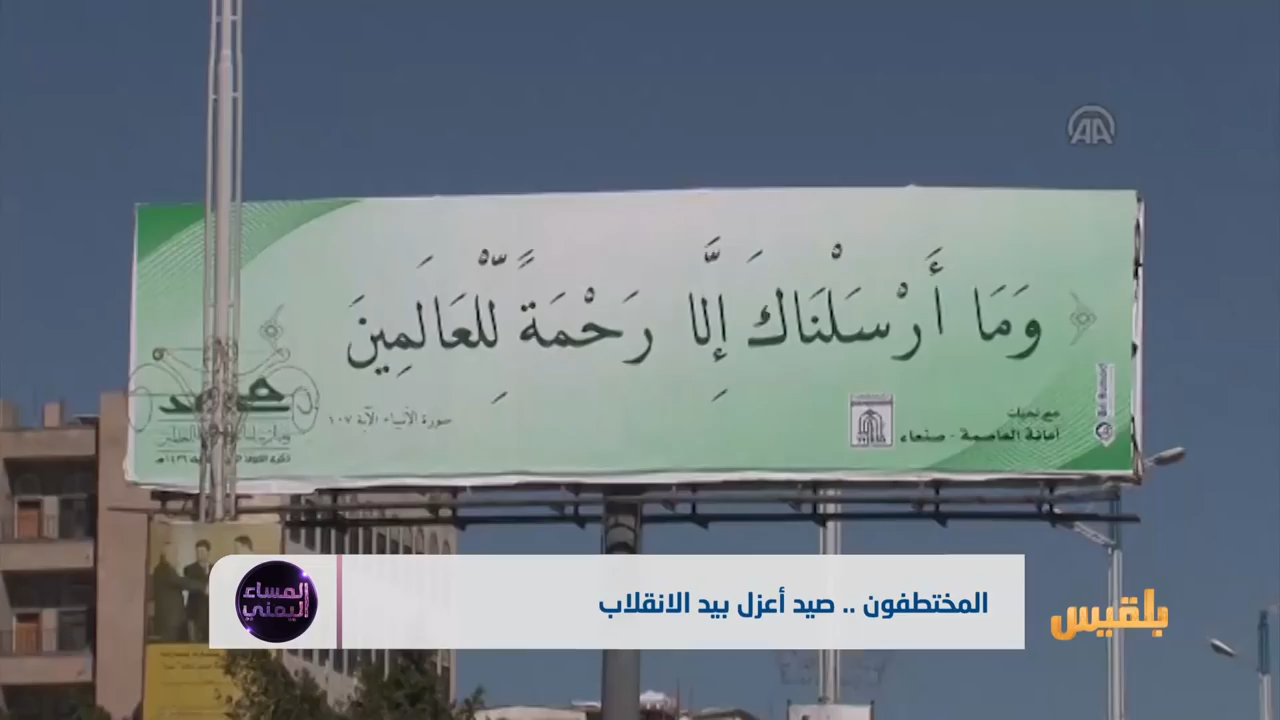 AA
وَمَا أَرْسَلْنَاكَ إِلَّا رَحْمَةً لِّلْعَالَمِينَ
سورة الأنبياء الآية ١٠٧
مع تحيات
أمانة العاصمة - صنعاء
محمد
المختطفون .. صيد أعزل بيد الانقلاب
المساء
اليمني
بلقيس